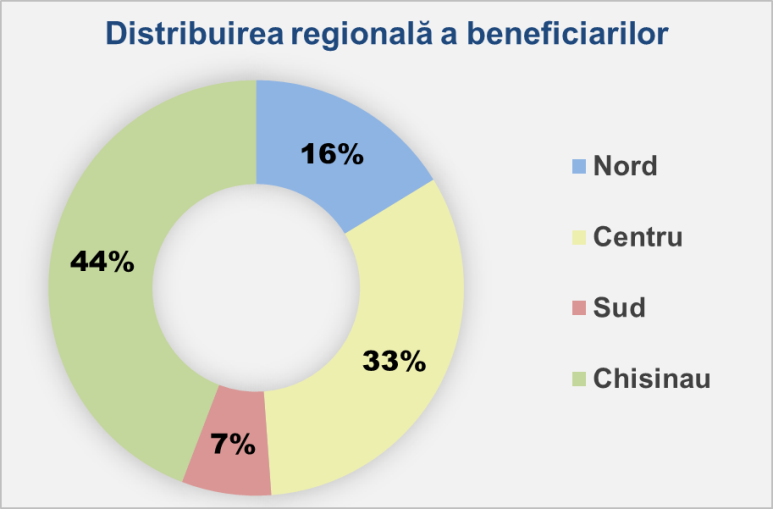 Distribuirea regională a beneficiarilor
16%
33%
7%
44%
Nord
Centru
Sud
Chisinau